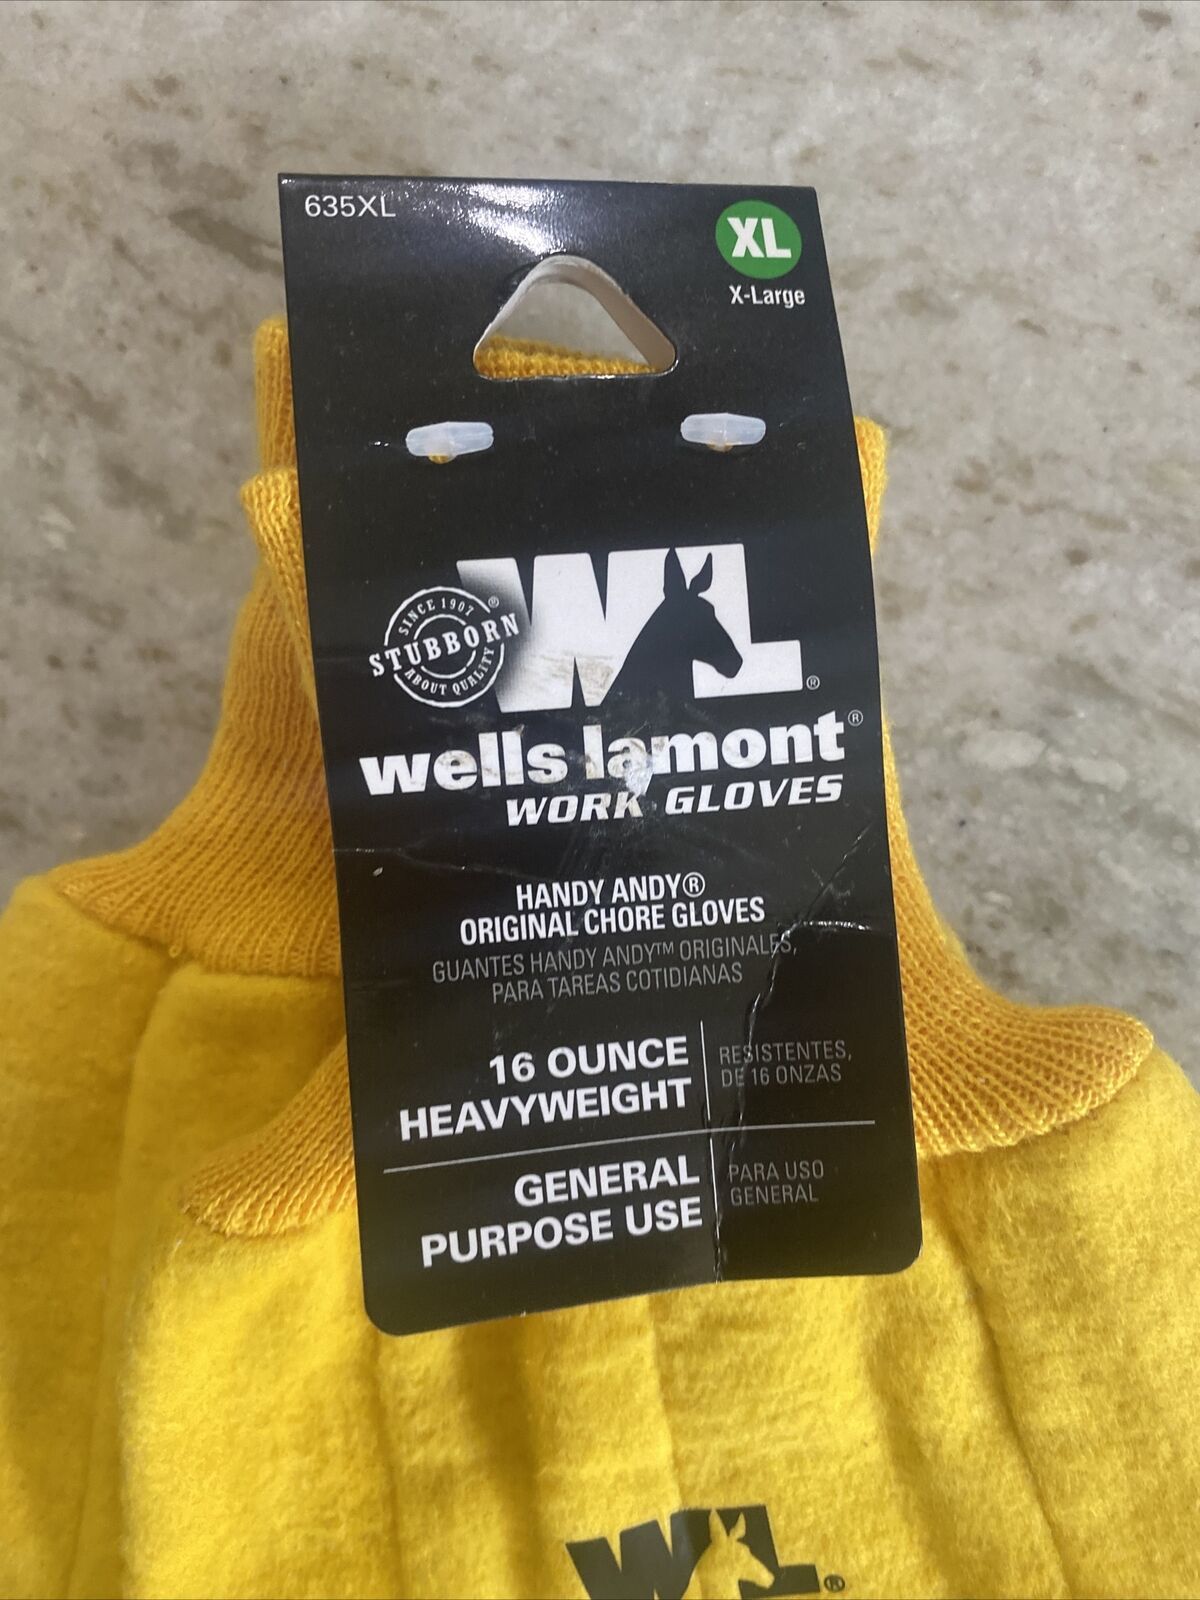 635XL
XL
X-Large
SINCE 1907
STUBBORN®
ABOUT QUALITY
WL®
wells lamont®
WORK GLOVES
HANDY ANDY®
ORIGINAL CHORE GLOVES
GUANTES HANDY ANDY™ ORIGINALES,
PARA TAREAS COTIDIANAS
16 OUNCE
HEAVYWEIGHT
RESISTENTES,
DE 16 ONZAS
GENERAL
PURPOSE USE
PARA USO
GENERAL
WL®